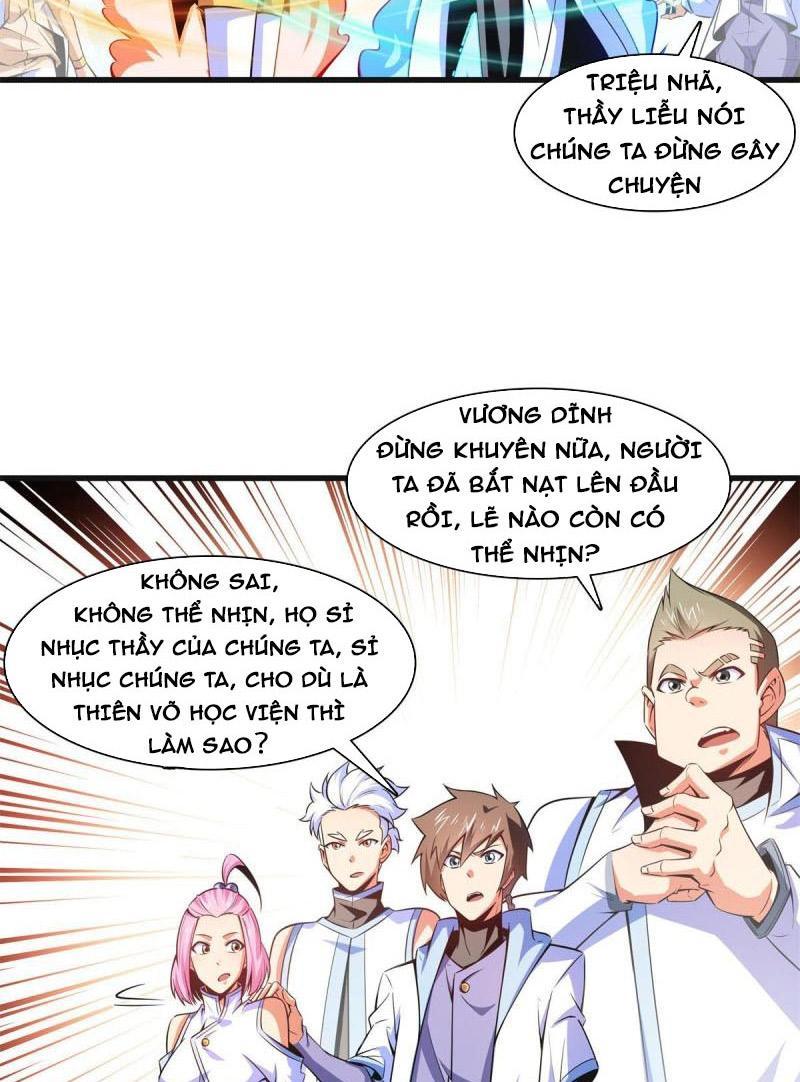 TRIỆU NHÃ,
THẦY LIỄU NÓI
CHÚNG TA ĐỪNG GÂY
CHUYỆN
VƯƠNG DĨNH
ĐỪNG KHUYÊN NỮA, NGƯỜI
TA ĐÃ BẮT NẠT LÊN ĐẦU
RỒI, LẼ NÀO CÒN CÓ
THỂ NHỊN?
KHÔNG SAI,
KHÔNG THỂ NHỊN, HỌ SỈ
NHỤC THẦY CỦA CHÚNG TA, SỈ
NHỤC CHÚNG TA, CHO DÙ LÀ
THIÊN VÕ HỌC VIỆN THÌ
LÀM SAO?